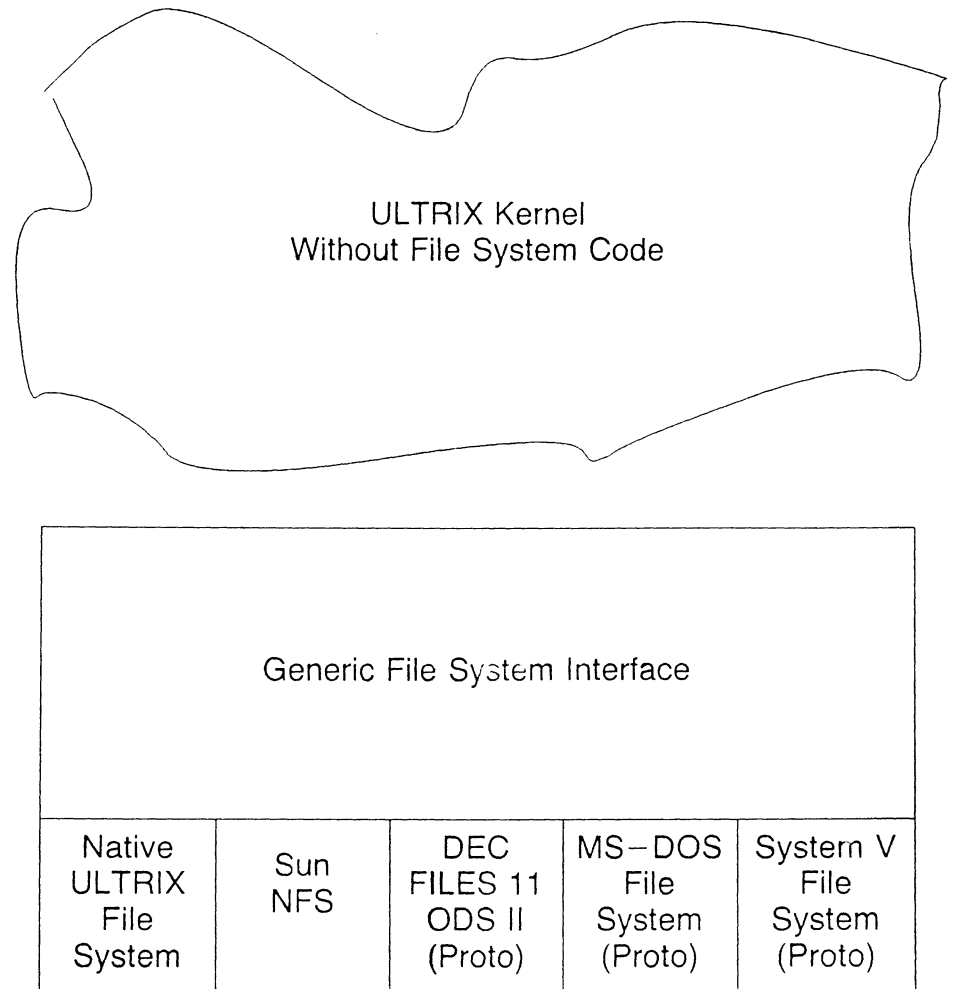 ULTRIX Kernel
Without File System Code
Generic File System Interface
Native
ULTRIX
File
System
Sun
NFS
DEC
FILES 11
ODS II
(Proto)
MS-DOS
File
System
(Proto)
System V
File
System
(Proto)